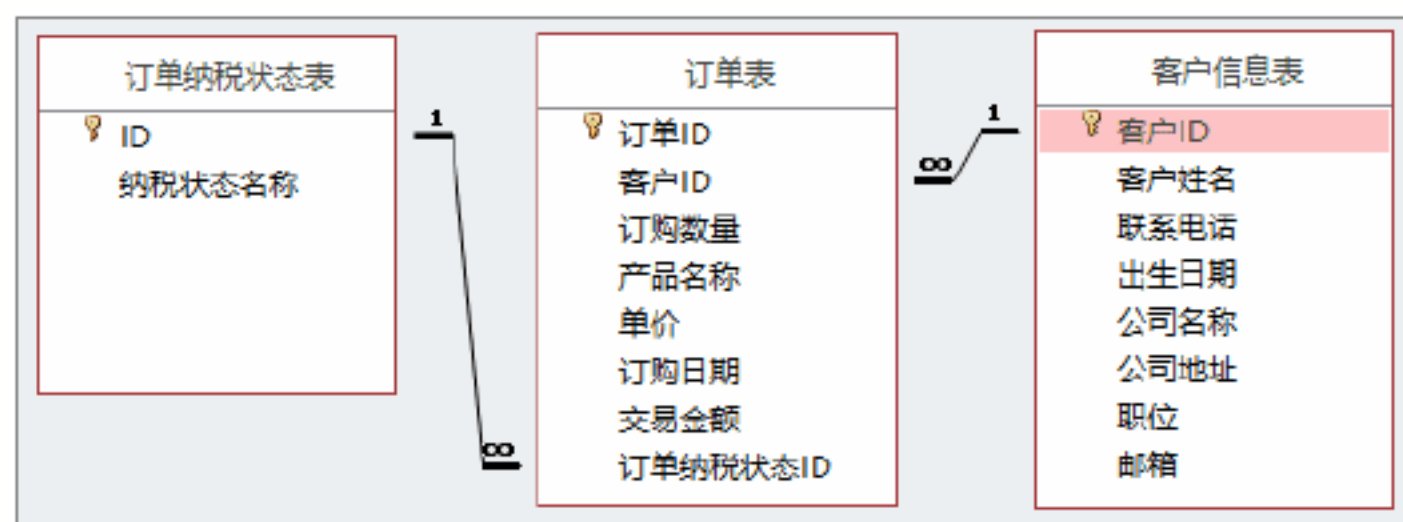 订单纳税状态表
ID
纳税状态名称
1
∞
订单表
订单ID
客户ID
订购数量
产品名称
单价
订购日期
交易金额
订单纳税状态ID
1
∞
客户信息表
客户ID
客户姓名
联系电话
出生日期
公司名称
公司地址
职位
邮箱